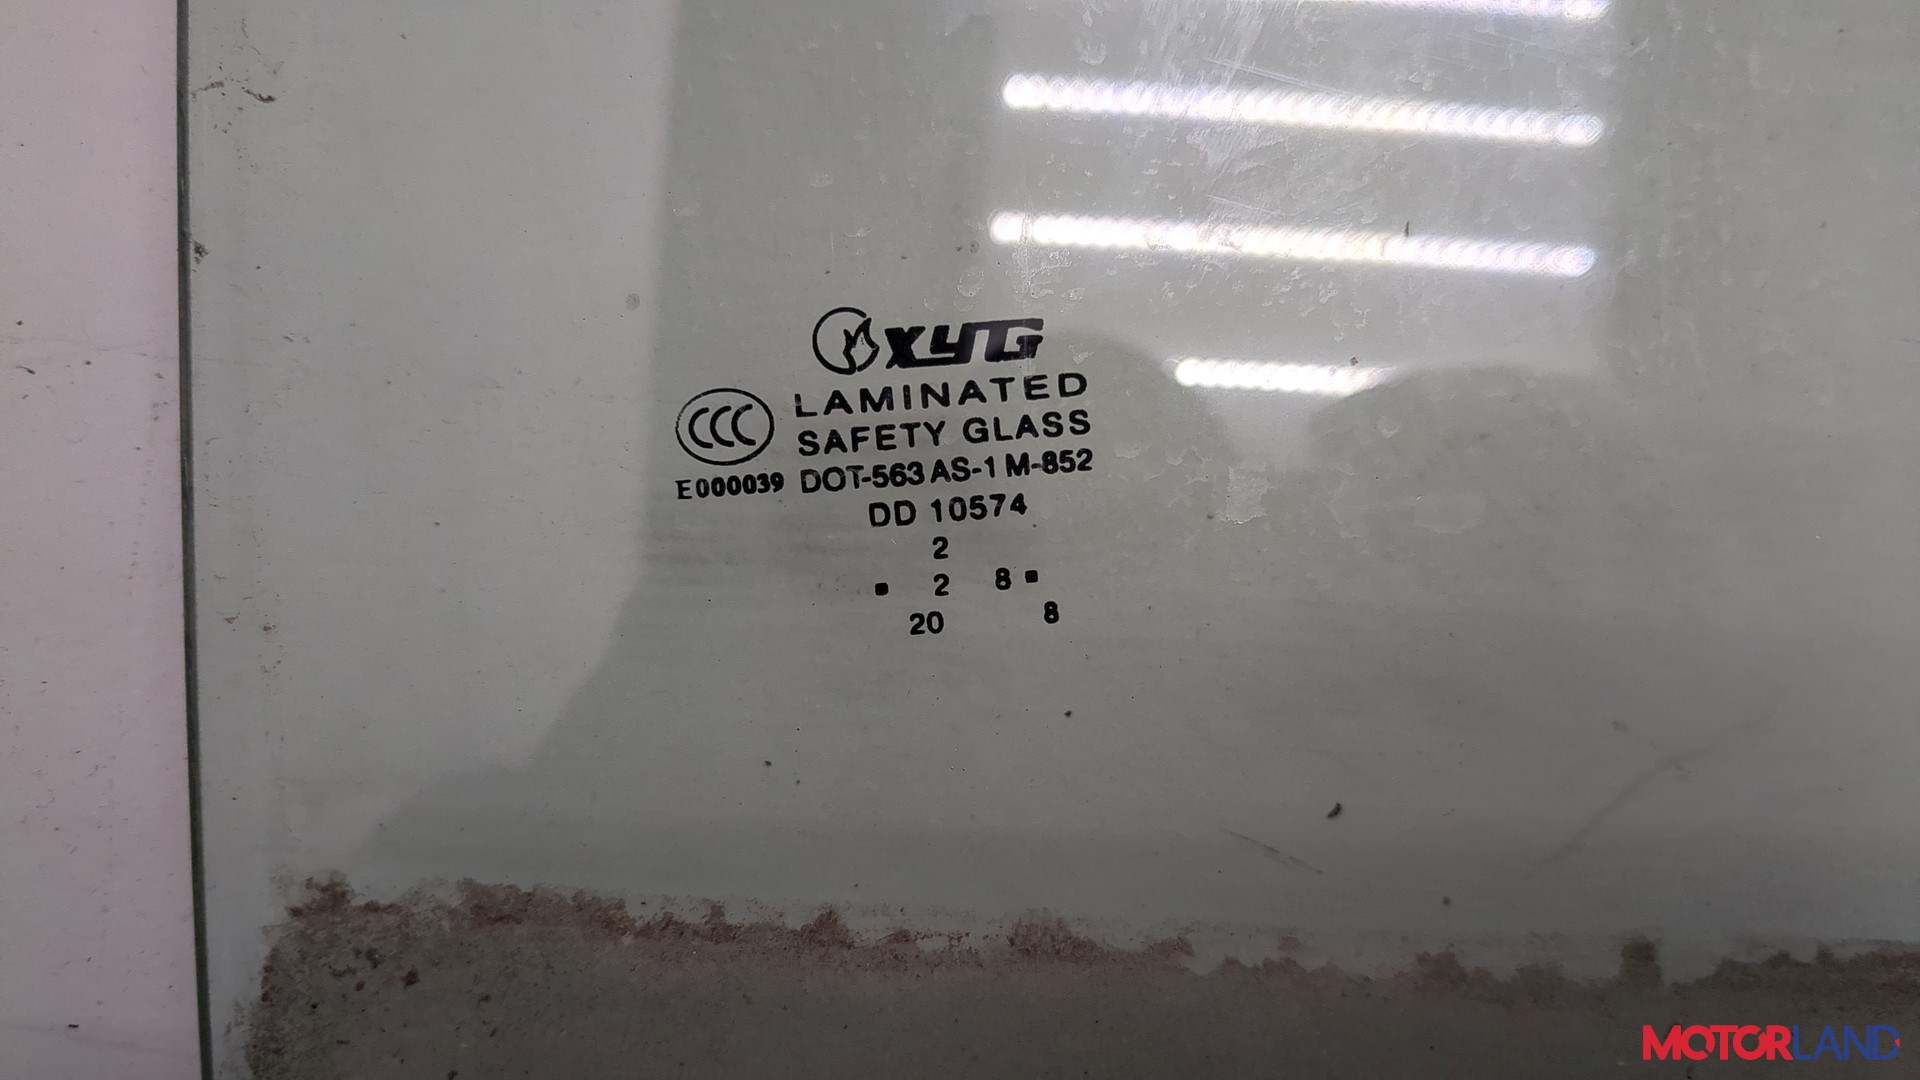 XYG
CCC
LAMINATED
SAFETY GLASS
E000039 DOT-563 AS-1 M-852
DD 10574
2
▪ 2 8 ▪
20 8
MOTORLAND